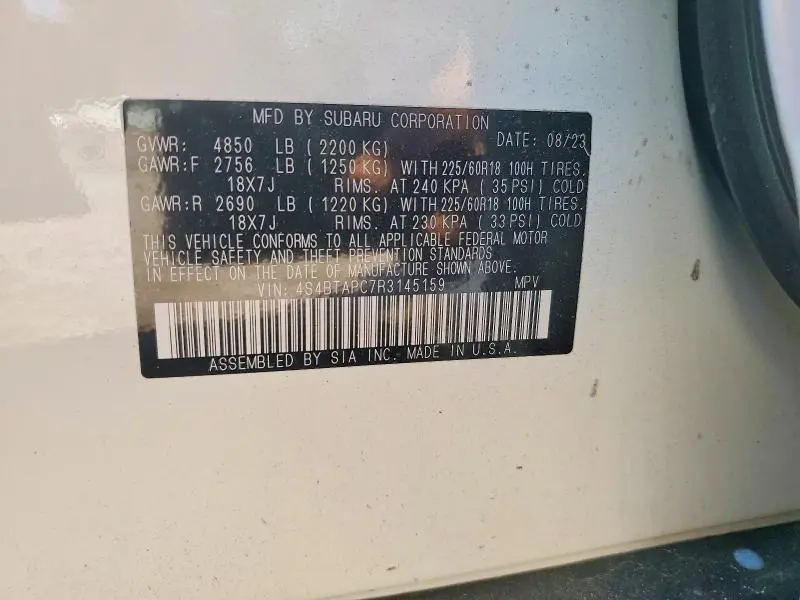 MFD BY SUBARU CORPORATION DATE: 08/23
GVWR: 4850 LB (2200 KG)
GAWR:F 2756 LB (1250 KG) WITH 225/60R18 100H TIRES.
18X7J RIMS. AT 240 KPA (35 PSI) COLD
GAWR:R 2690 LB (1220 KG) WITH 225/60R18 100H TIRES.
18X7J RIMS. AT 230 KPA (33 PSI) COLD
THIS VEHICLE CONFORMS TO ALL APPLICABLE FEDERAL MOTOR
VEHICLE SAFETY AND THEFT PREVENTION STANDARDS
IN EFFECT ON THE DATE OF MANUFACTURE SHOWN ABOVE.
VIN: 4S4BTAPC7R3145159 MPV
ASSEMBLED BY SIA INC. MADE IN U.S.A.